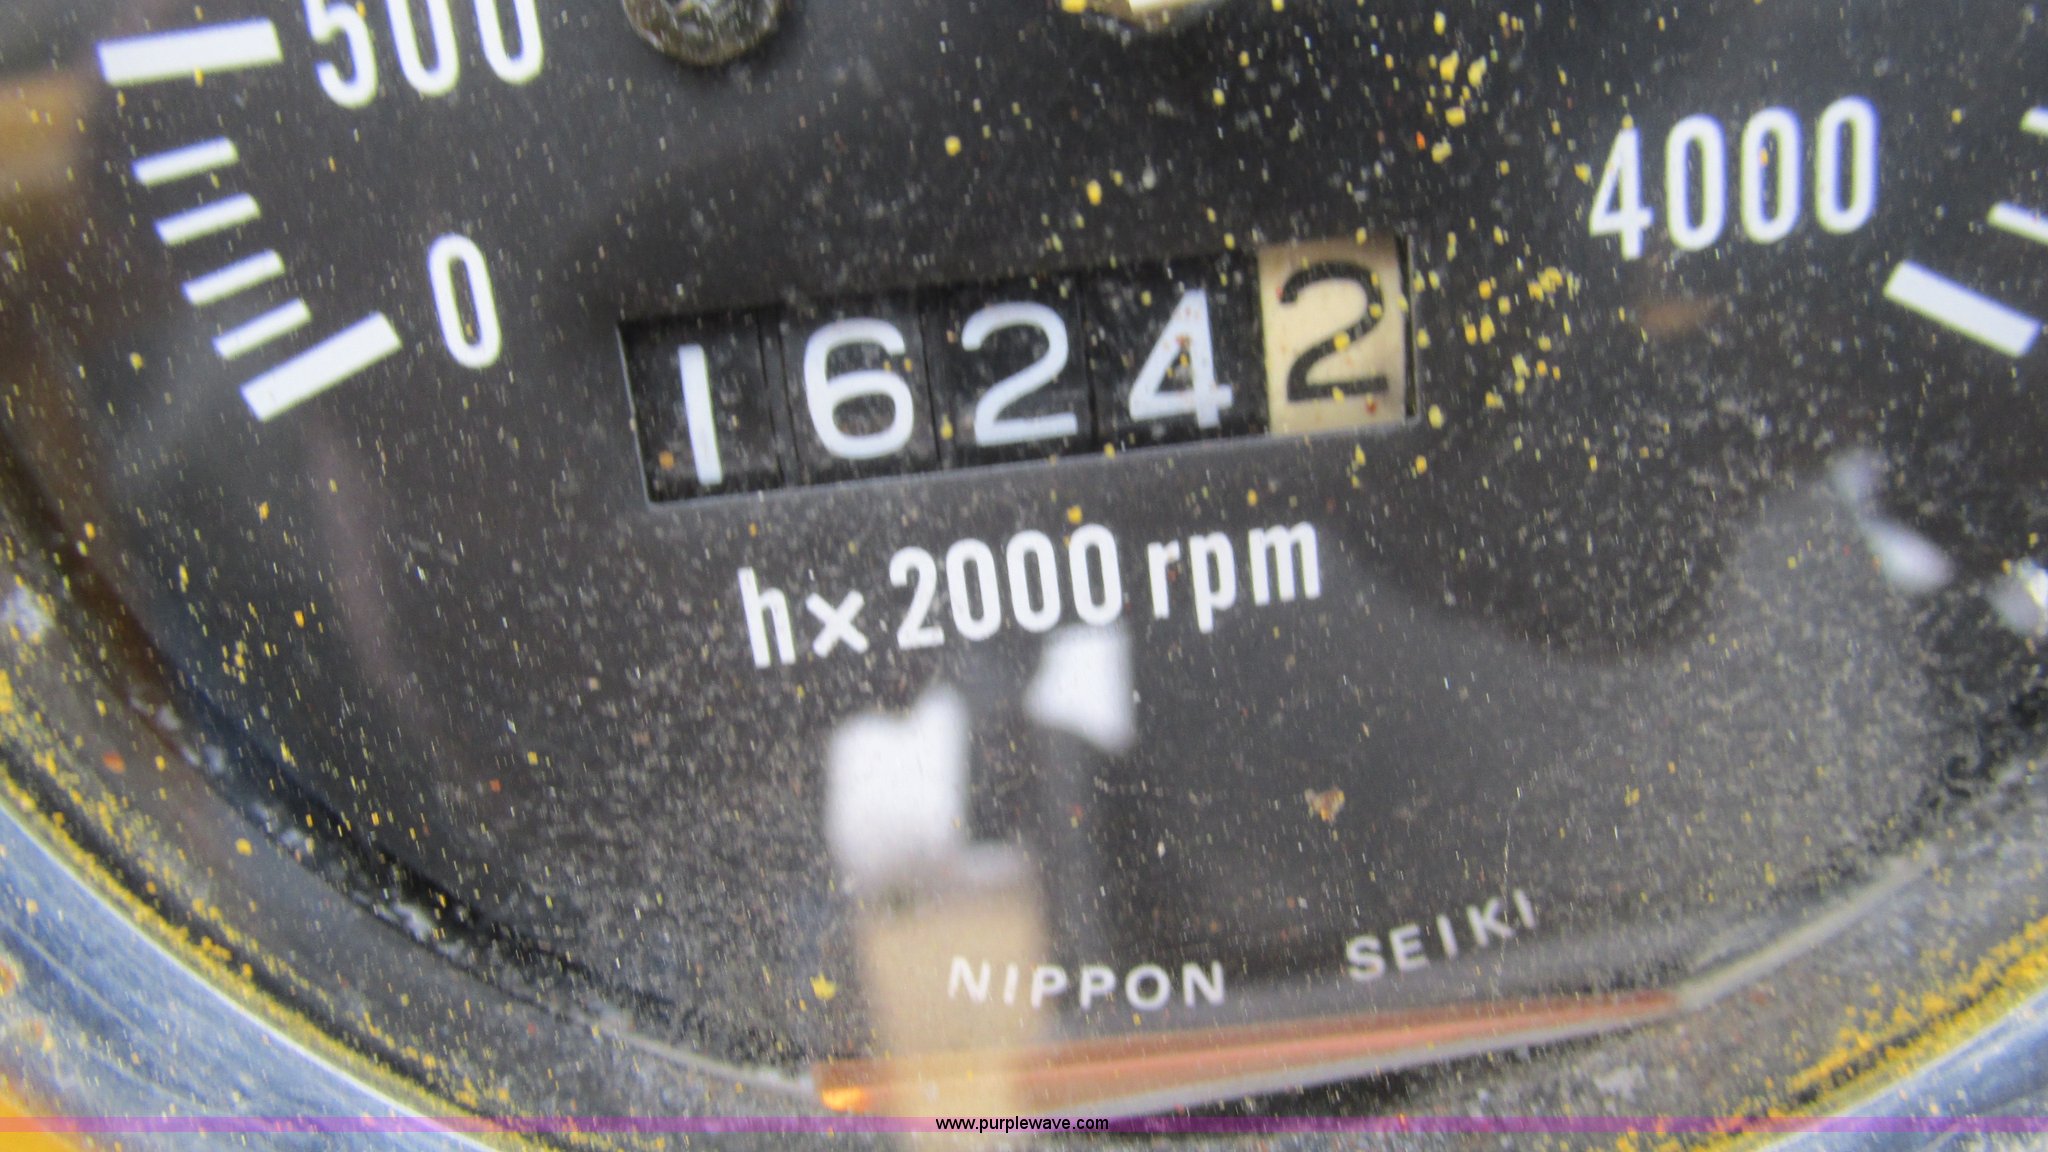 500
0
4000
16242
h x 2000 rpm
NIPPON SEIKI
www.purplewave.com